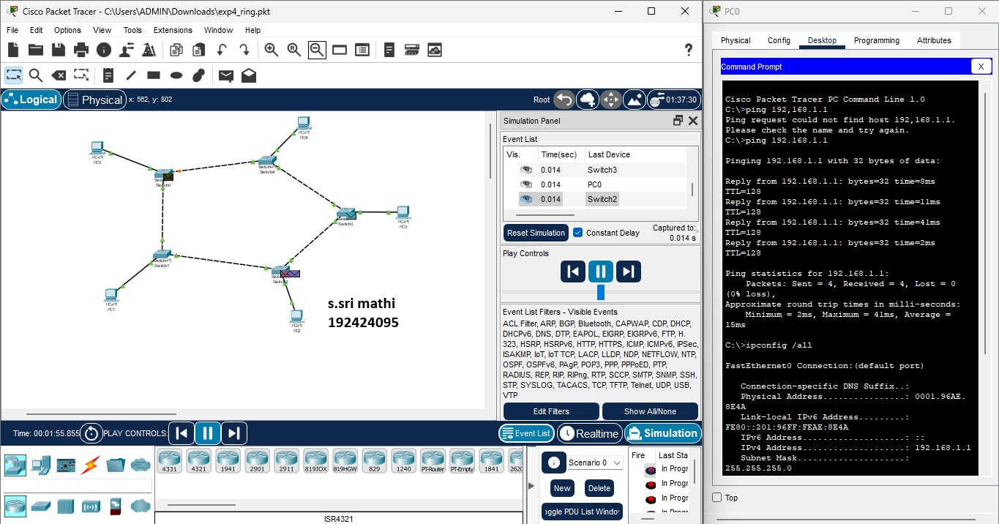 Cisco Packet Tracer - C:\Users\ADMIN\Downloads\exp4_ring.pkt
File Edit Options View Tools Extensions Window Help
?
Logical Physical x: 562, y: 802
Root 01:37:30
PC-PT
PC4
PC-PT
PC0
Switch4
Switch0
Switch3
PC-PT
PC3
Switch-PT
Switch1
PC-PT
PC1
PC-PT
PC2
s.sri mathi
192424095
Simulation Panel
Event List
Vis. Time(sec) Last Device
0.014 Switch3
0.014 PC0
0.014 Switch2
Reset Simulation Constant Delay Captured to:
0.014 s
Play Controls
Event List Filters - Visible Events
ACL Filter, ARP, BGP, Bluetooth, CAPWAP, CDP, DHCP,
DHCPv6, DNS, DTP, EAPOL, EIGRP, EIGRPv6, FTP, H.
323, HSRP, HSRPv6, HTTP, HTTPS, ICMP, ICMPv6, IPSec,
ISAKMP, IoT, IoT TCP, LACP, LLDP, NDP, NETFLOW, NTP,
OSPF, OSPFv6, PAgP, POP3, PPP, PPPoED, PTP,
RADIUS, REP, RIP, RIPng, RTP, SCCP, SMTP, SNMP, SSH,
STP, SYSLOG, TACACS, TCP, TFTP, Telnet, UDP, USB,
VTP
Edit Filters Show All/None
Time: 00:01:55.855 PLAY CONTROLS:
Event List Realtime Simulation
4331 4321 1941 2901 2911 819IOX 819HGW 829 1240 PT-Router PT-Empty 1841 2620
ISR4321
Scenario 0
New Delete
Toggle PDU List Window
Fire Last Sta
In Progr
In Progr
In Progr
In Progr
PC0
Physical Config Desktop Programming Attributes
Command Prompt X
Cisco Packet Tracer PC Command Line 1.0
C:\>ping 192,168.1.1
Ping request could not find host 192,168.1.1.
Please check the name and try again.
C:\>ping 192.168.1.1
Pinging 192.168.1.1 with 32 bytes of data:
Reply from 192.168.1.1: bytes=32 time=8ms
TTL=128
Reply from 192.168.1.1: bytes=32 time=11ms
TTL=128
Reply from 192.168.1.1: bytes=32 time=41ms
TTL=128
Reply from 192.168.1.1: bytes=32 time=2ms
TTL=128
Ping statistics for 192.168.1.1:
Packets: Sent = 4, Received = 4, Lost = 0
(0% loss),
Approximate round trip times in milli-seconds:
Minimum = 2ms, Maximum = 41ms, Average =
15ms
C:\>ipconfig /all
FastEthernet0 Connection:(default port)
Connection-specific DNS Suffix..:
Physical Address................: 0001.96AE.
8E4A
Link-local IPv6 Address.........:
FE80::201:96FF:FEAE:8E4A
IPv6 Address....................: ::
IPv4 Address....................: 192.168.1.1
Subnet Mask.....................:
255.255.255.0
Top